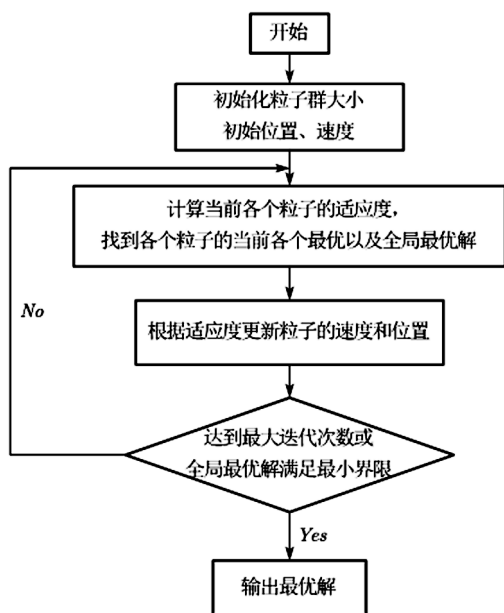 开始
初始化粒子群大小
初始位置、速度
计算当前各个粒子的适应度，
找到各个粒子的当前各个最优以及全局最优解
No
根据适应度更新粒子的速度和位置
达到最大迭代次数或
全局最优解满足最小界限
Yes
输出最优解